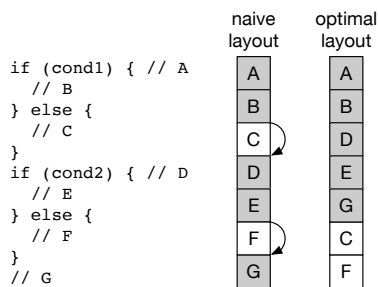 if (cond1) { // A
  // B
} else {
  // C
}
if (cond2) { // D
  // E
} else {
  // F
}
// G
naive
layout
A
B
C
D
E
F
G
optimal
layout
A
B
D
E
G
C
F